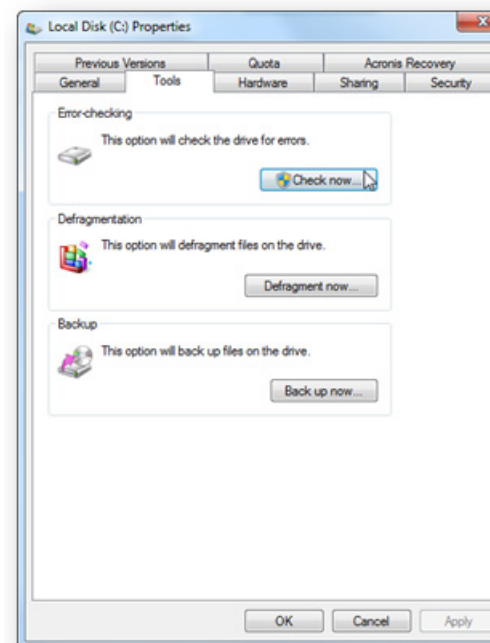 Local Disk (C:) Properties
Previous Versions Quota Acronis Recovery
General Tools Hardware Sharing Security
Error-checking
This option will check the drive for errors.
Check now...
Defragmentation
This option will defragment files on the drive.
Defragment now...
Backup
This option will back up files on the drive.
Back up now...
OK Cancel Apply